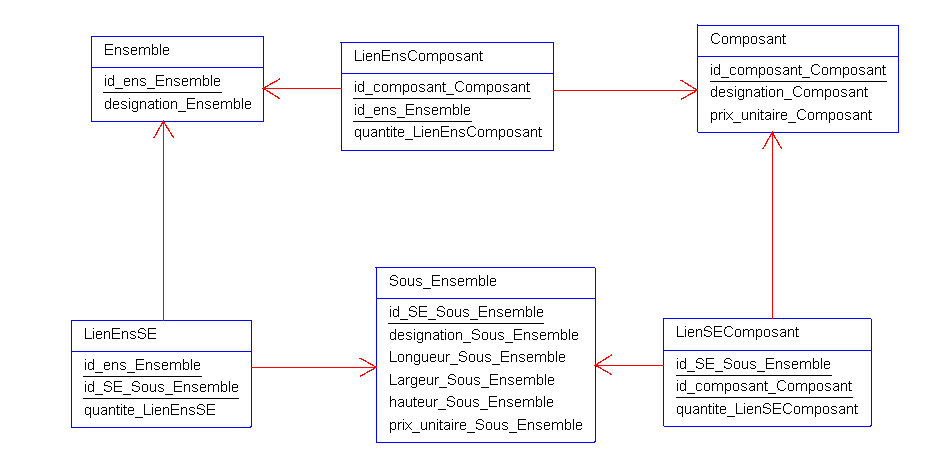 Ensemble
id_ens_Ensemble
designation_Ensemble
LienEnsComposant
id_composant_Composant
id_ens_Ensemble
quantite_LienEnsComposant
Composant
id_composant_Composant
designation_Composant
prix_unitaire_Composant
LienEnsSE
id_ens_Ensemble
id_SE_Sous_Ensemble
quantite_LienEnsSE
Sous_Ensemble
id_SE_Sous_Ensemble
designation_Sous_Ensemble
Longueur_Sous_Ensemble
Largeur_Sous_Ensemble
hauteur_Sous_Ensemble
prix_unitaire_Sous_Ensemble
LienSEComposant
id_SE_Sous_Ensemble
id_composant_Composant
quantite_LienSEComposant